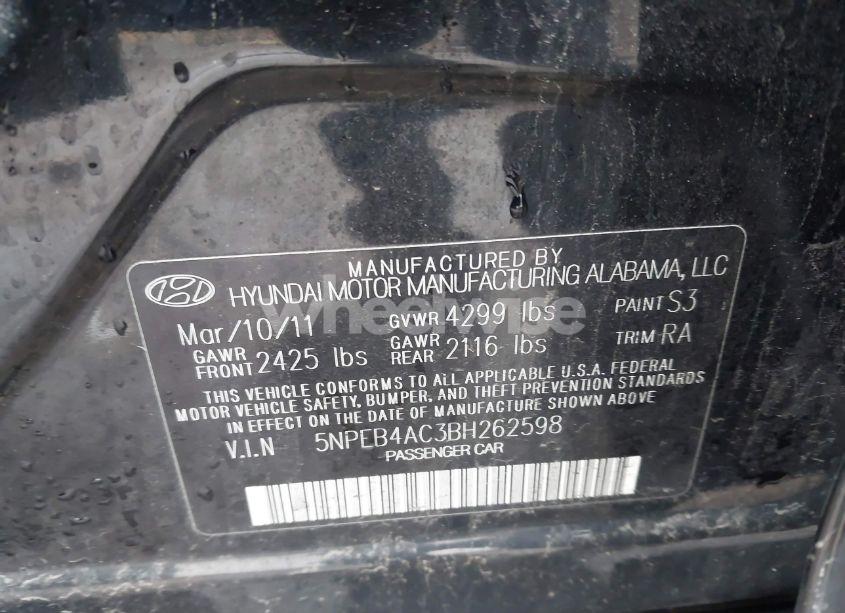 MANUFACTURED BY
HYUNDAI MOTOR MANUFACTURING ALABAMA, LLC
Mar/10/11 GVWR 4299 lbs PAINT S3
GAWR FRONT 2425 lbs GAWR REAR 2116 lbs TRIM RA
THIS VEHICLE CONFORMS TO ALL APPLICABLE U.S.A. FEDERAL
MOTOR VEHICLE SAFETY, BUMPER, AND THEFT PREVENTION STANDARDS
IN EFFECT ON THE DATE OF MANUFACTURE SHOWN ABOVE
V.I.N 5NPEB4AC3BH262598
PASSENGER CAR